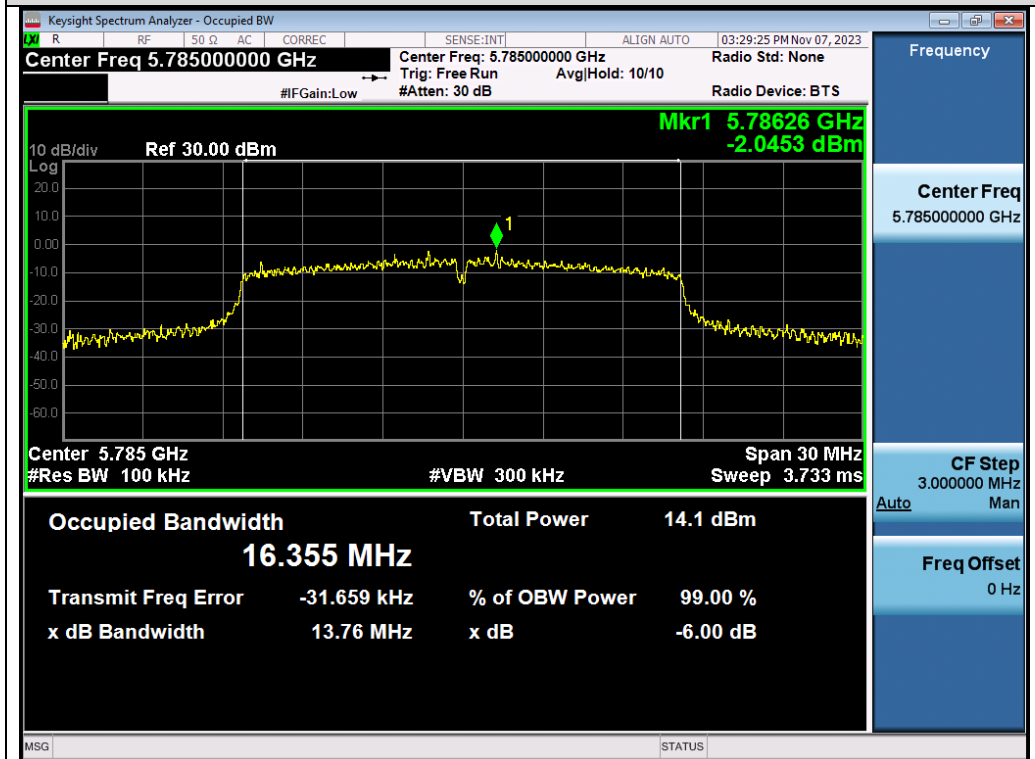 Keysight Spectrum Analyzer - Occupied BW
LXI R RF 50 Ω AC CORREC SENSE:INT ALIGN AUTO 03:29:25 PM Nov 07, 2023
Center Freq 5.785000000 GHz Center Freq: 5.785000000 GHz Radio Std: None
Trig: Free Run Avg|Hold: 10/10
#IFGain:Low #Atten: 30 dB Radio Device: BTS
Mkr1 5.78626 GHz
10 dB/div Ref 30.00 dBm -2.0453 dBm
Log
20.0
10.0
1
0.00
-10.0
-20.0
-30.0
-40.0
-50.0
-60.0
Center 5.785 GHz Span 30 MHz
#Res BW 100 kHz #VBW 300 kHz Sweep 3.733 ms
Occupied Bandwidth Total Power 14.1 dBm
16.355 MHz
Transmit Freq Error -31.659 kHz % of OBW Power 99.00 %
x dB Bandwidth 13.76 MHz x dB -6.00 dB
Frequency
Center Freq
5.785000000 GHz
CF Step
3.000000 MHz
Auto Man
Freq Offset
0 Hz
MSG STATUS